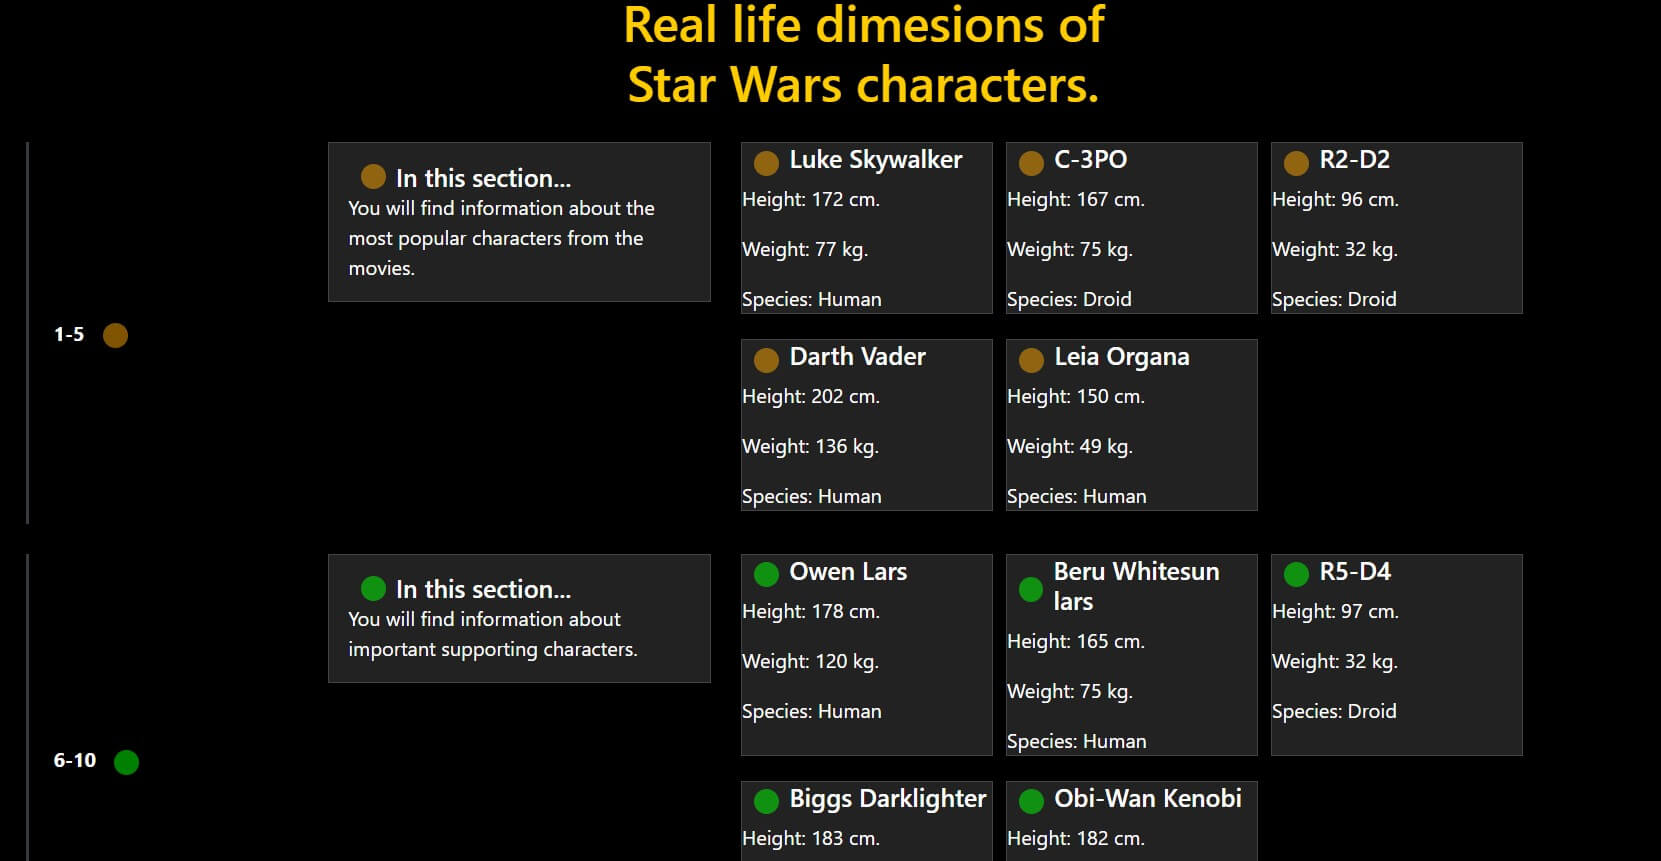 Real life dimesions of
Star Wars characters.
1-5
In this section...
You will find information about the
most popular characters from the
movies.
Luke Skywalker
Height: 172 cm.
Weight: 77 kg.
Species: Human
C-3PO
Height: 167 cm.
Weight: 75 kg.
Species: Droid
R2-D2
Height: 96 cm.
Weight: 32 kg.
Species: Droid
Darth Vader
Height: 202 cm.
Weight: 136 kg.
Species: Human
Leia Organa
Height: 150 cm.
Weight: 49 kg.
Species: Human
6-10
In this section...
You will find information about
important supporting characters.
Owen Lars
Height: 178 cm.
Weight: 120 kg.
Species: Human
Beru Whitesun
lars
Height: 165 cm.
Weight: 75 kg.
Species: Human
R5-D4
Height: 97 cm.
Weight: 32 kg.
Species: Droid
Biggs Darklighter
Height: 183 cm.
Obi-Wan Kenobi
Height: 182 cm.